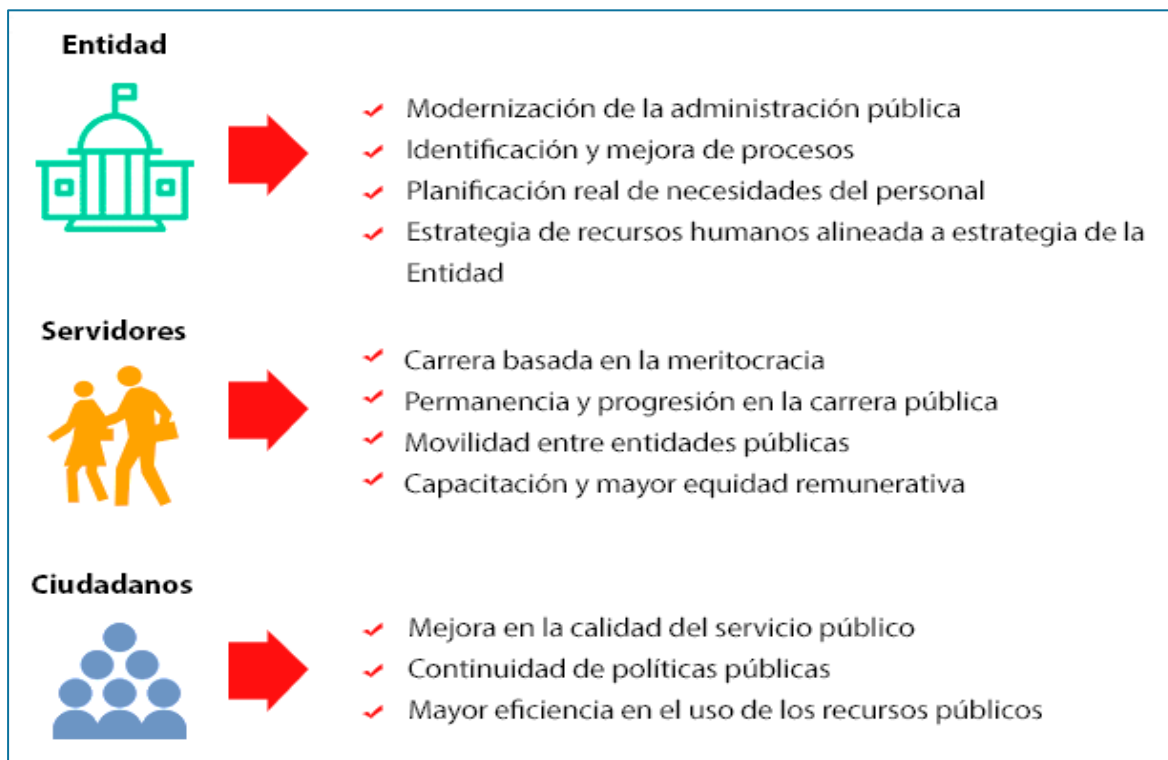 Entidad
Modernización de la administración pública
Identificación y mejora de procesos
Planificación real de necesidades del personal
Estrategia de recursos humanos alineada a estrategia de la
Entidad
Servidores
Carrera basada en la meritocracia
Permanencia y progresión en la carrera pública
Movilidad entre entidades públicas
Capacitación y mayor equidad remunerativa
Ciudadanos
Mejora en la calidad del servicio público
Continuidad de políticas públicas
Mayor eficiencia en el uso de los recursos públicos